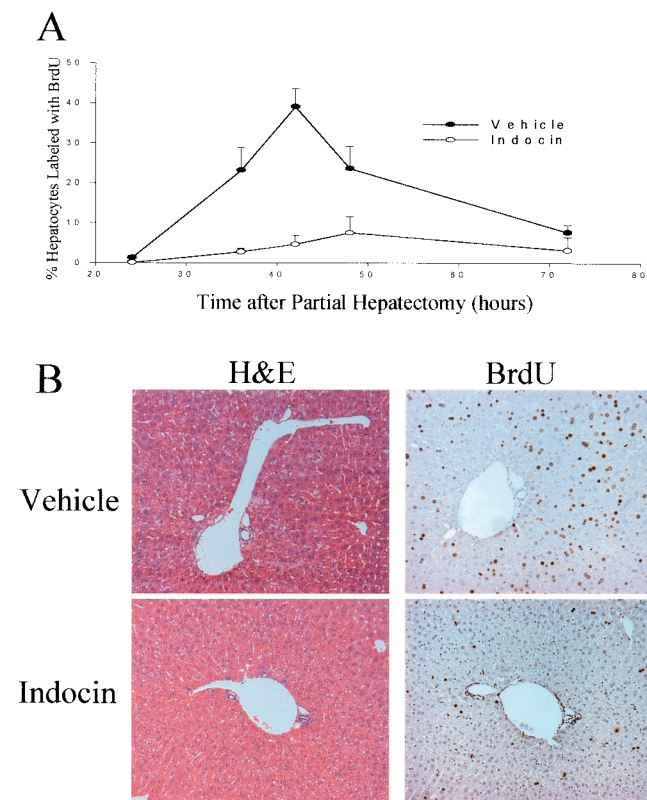 A
% Hepatocytes Labeled with BrdU
50
40
30
20
10
0
Vehicle
Indocin
20 30 40 50 60 70 80
Time after Partial Hepatectomy (hours)
B
H&E BrdU
Vehicle
Indocin